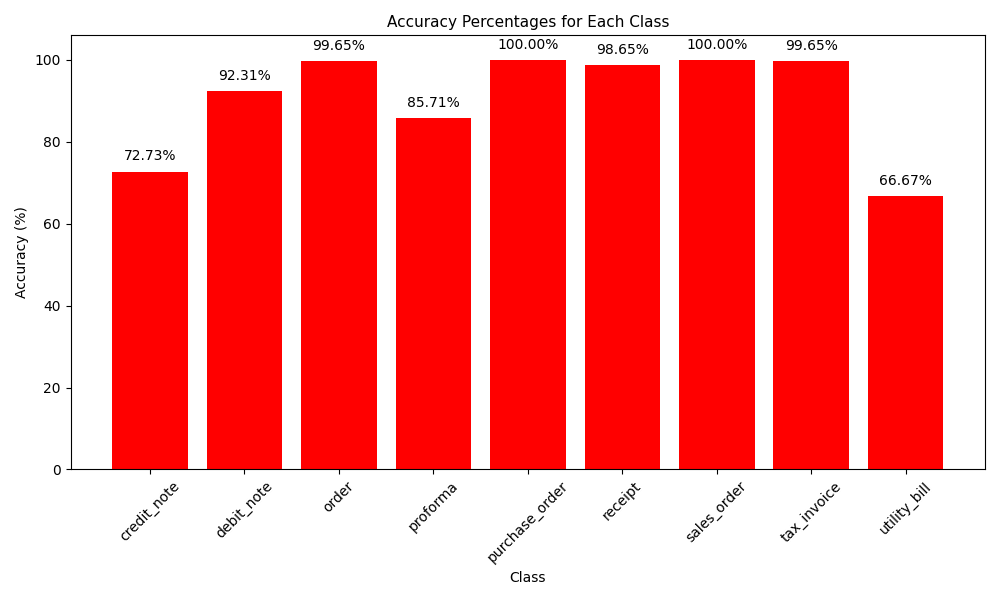 Accuracy Percentages for Each Class
Accuracy (%)
100
80
60
40
20
0
72.73%
92.31%
99.65%
85.71%
100.00%
98.65%
100.00%
99.65%
66.67%
credit_note
debit_note
order
proforma
purchase_order
receipt
sales_order
tax_invoice
utility_bill
Class